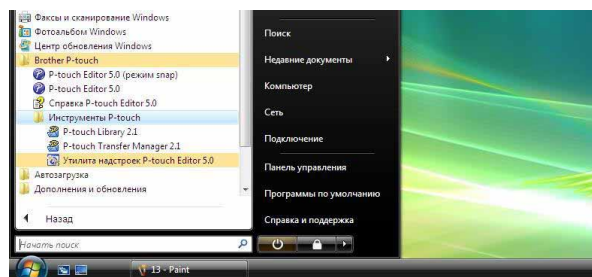 Факсы и сканирование Windows
Фотоальбом Windows
Центр обновления Windows
Brother P-touch
P-touch Editor 5.0 (режим snap)
P-touch Editor 5.0
Справка P-touch Editor 5.0
Инструменты P-touch
P-touch Library 2.1
P-touch Transfer Manager 2.1
Утилита надстроек P-touch Editor 5.0
Автозагрузка
Дополнения и обновления
Назад
Начать поиск
Поиск
Недавние документы
Компьютер
Сеть
Подключение
Панель управления
Программы по умолчанию
Справка и поддержка
13 - Paint